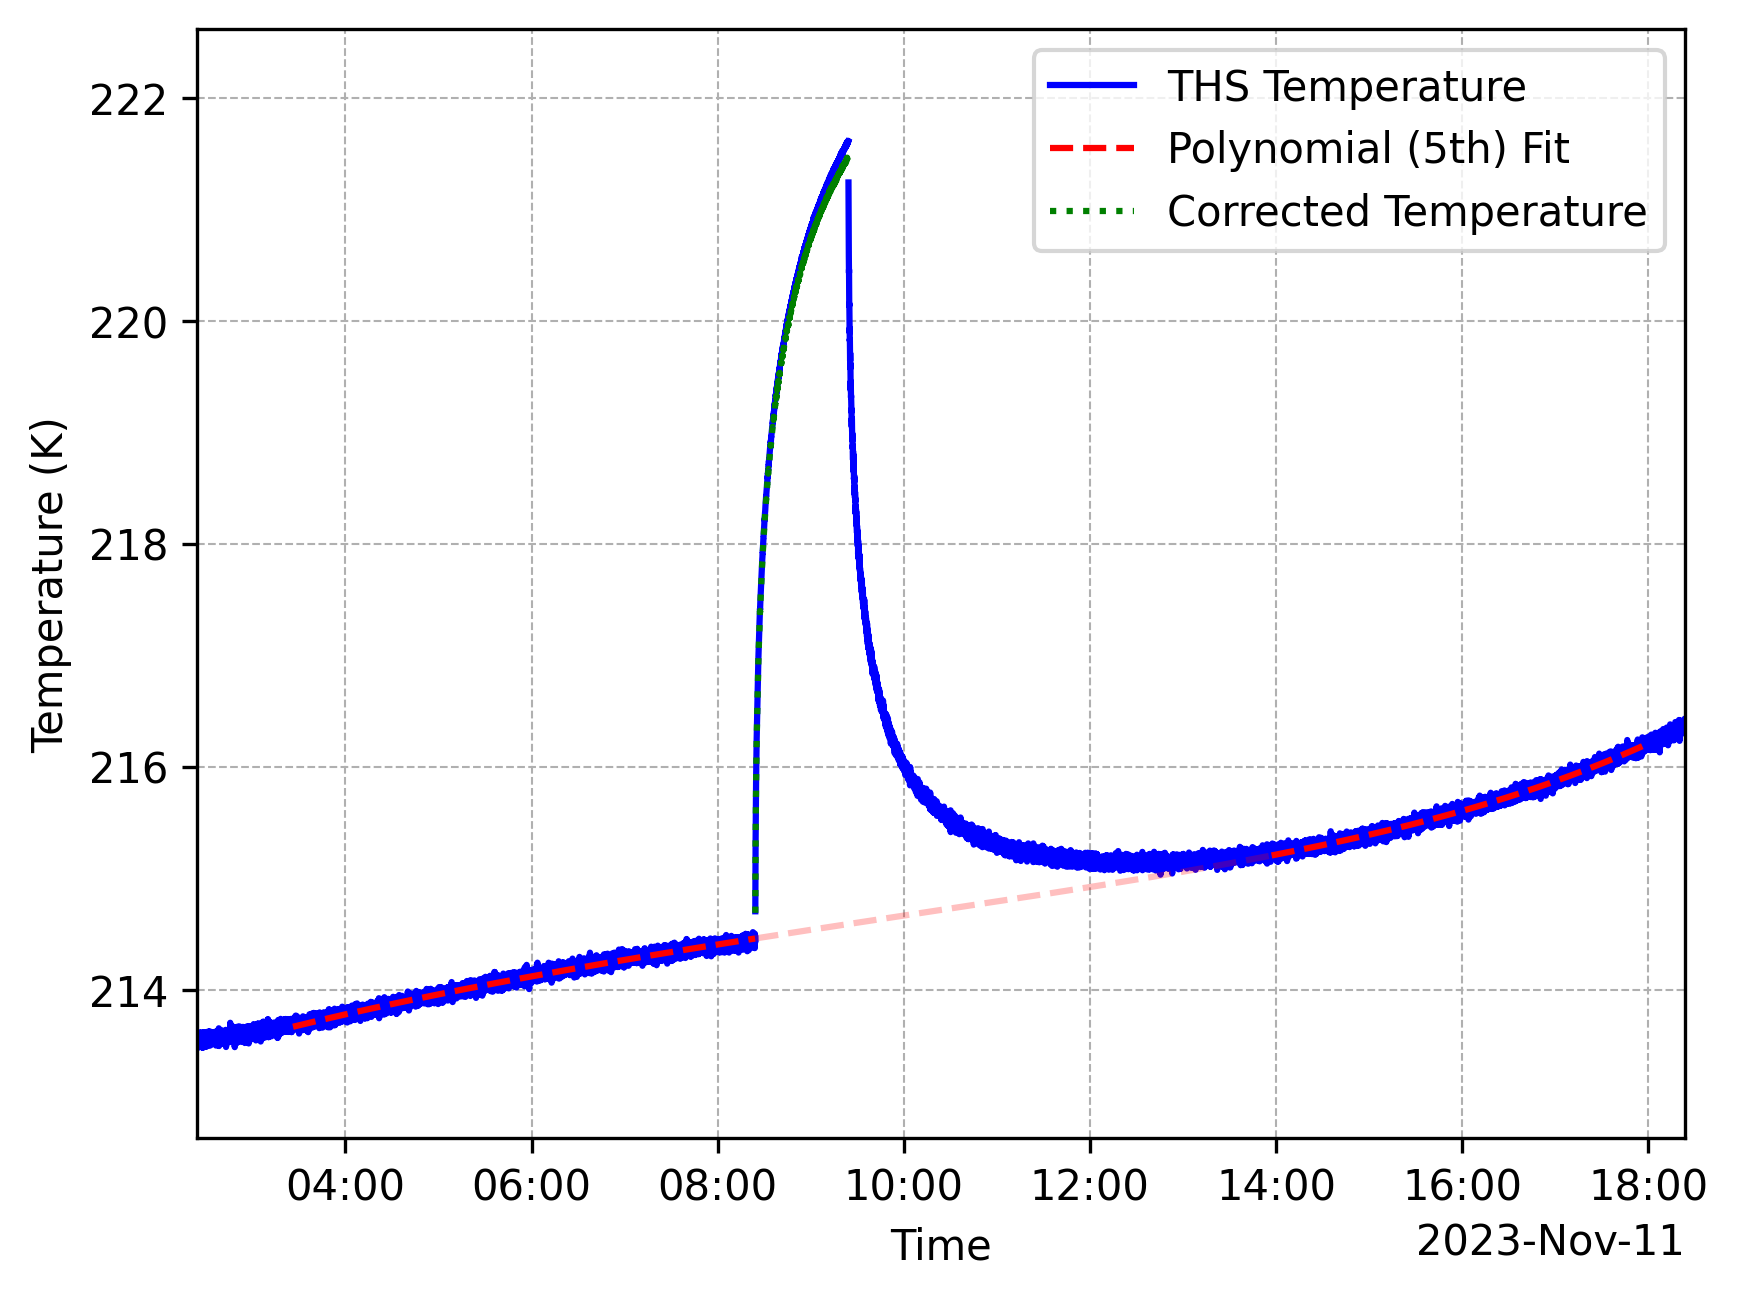 222
220
218
216
214
Temperature (K)
THS Temperature
Polynomial (5th) Fit
Corrected Temperature
04:00 06:00 08:00 10:00 12:00 14:00 16:00 18:00
Time
2023-Nov-11